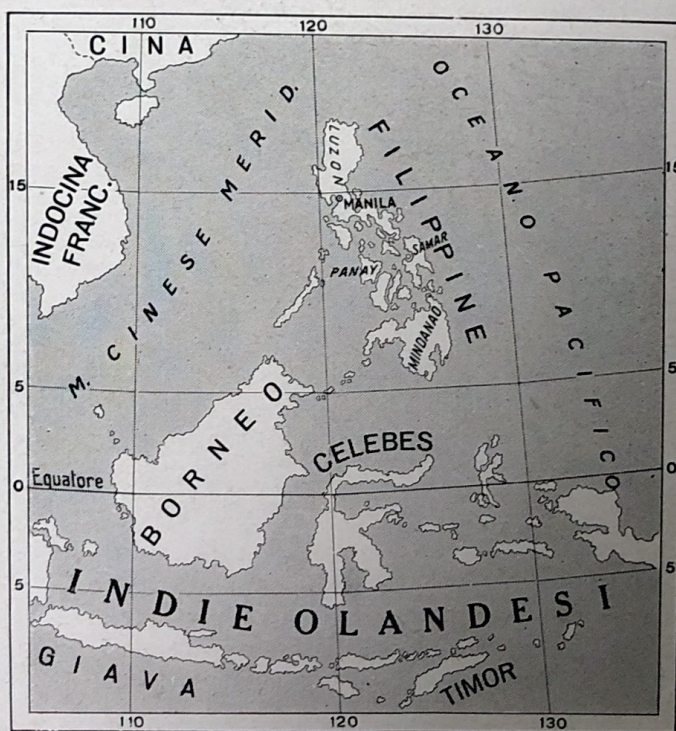 110
120
130
CINA
M. CINESE MERID.
OCEANO PACIFICO
INDOCINA
FRANC.
LUZON
FILIPPINE
15
15
MANILA
SAMAR
PANAY
MINDANAO
5
5
BORNEO
CELEBES
Equatore
0
0
5
5
INDIE OLANDESI
GIAVA
TIMOR
110
120
130